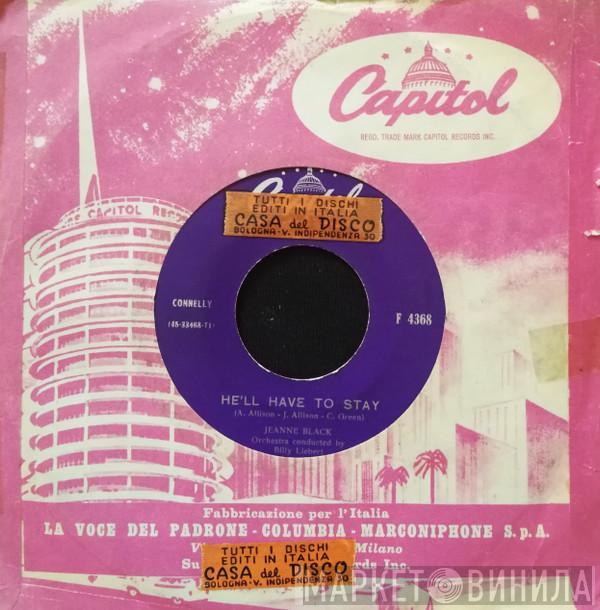 Capitol
REGD. TRADE MARK CAPITOL RECORDS INC.
CAPITOL RECO
TUTTI I DISCHI
EDITI IN ITALIA
CASA del DISCO
BOLOGNA - V. INDIPENDENZA 30
CONNELLY
(45-33468-T1)
F 4368
HE'LL HAVE TO STAY
(A. Allison - J. Allison - C. Green)
JEANNE BLACK
Orchestra conducted by
Billy Liebert
Fabbricazione per l'Italia
LA VOCE DEL PADRONE - COLUMBIA - MARCONIPHONE S.p.A.
Milano
Inc.
TUTTI I DISCHI
EDITI IN ITALIA
CASA del DISCO
BOLOGNA - V. INDIPENDENZA 30
МАРКЕТ ВИНИЛА